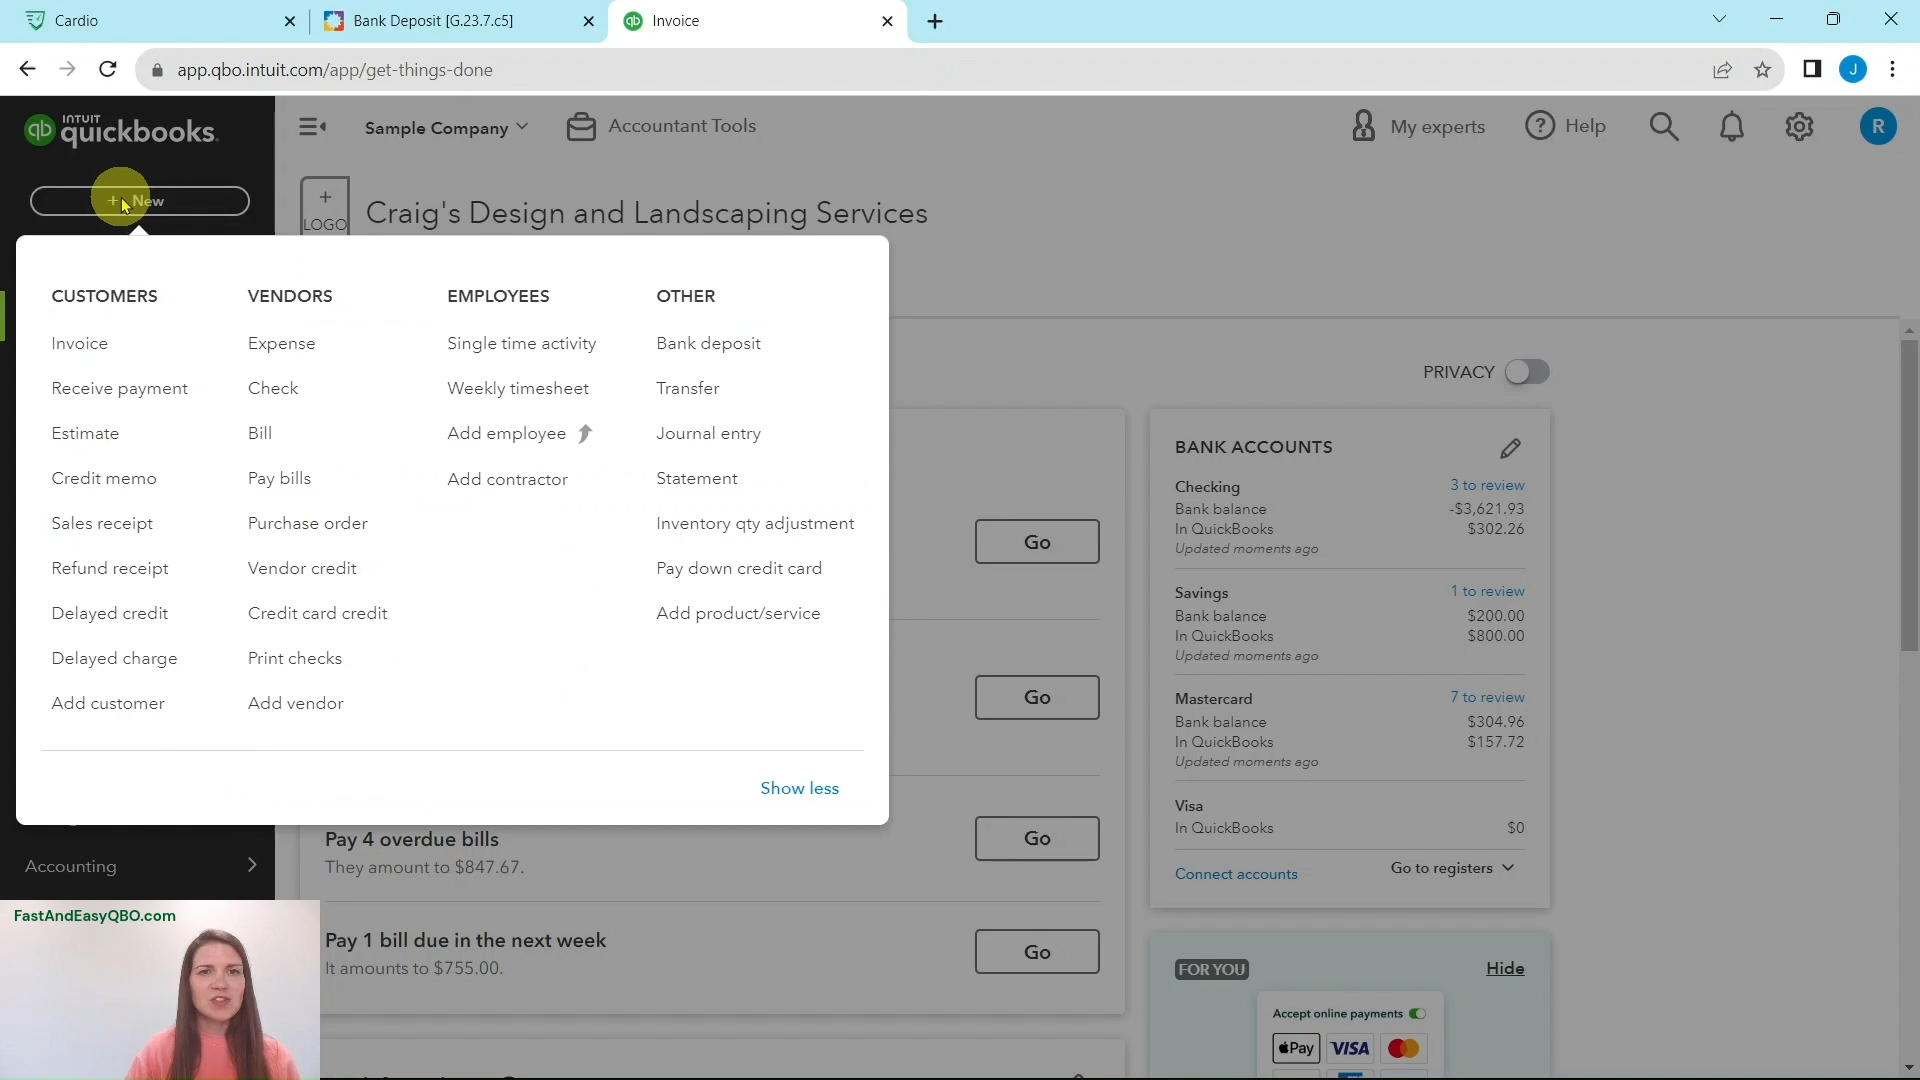 Cardio
Bank Deposit [G.23.7.c5]
Invoice
app.qbo.intuit.com/app/get-things-done
J
INTUIT
quickbooks.
Sample Company
Accountant Tools
My experts
Help
R
+ New
+
LOGO
Craig's Design and Landscaping Services
CUSTOMERS
Invoice
Receive payment
Estimate
Credit memo
Sales receipt
Refund receipt
Delayed credit
Delayed charge
Add customer
VENDORS
Expense
Check
Bill
Pay bills
Purchase order
Vendor credit
Credit card credit
Print checks
Add vendor
EMPLOYEES
Single time activity
Weekly timesheet
Add employee
Add contractor
OTHER
Bank deposit
Transfer
Journal entry
Statement
Inventory qty adjustment
Pay down credit card
Add product/service
Show less
Accounting
Go
Go
Pay 4 overdue bills
They amount to $847.67.
Go
Pay 1 bill due in the next week
It amounts to $755.00.
Go
PRIVACY
BANK ACCOUNTS
Checking 3 to review
Bank balance -$3,621.93
In QuickBooks $302.26
Updated moments ago
Savings 1 to review
Bank balance $200.00
In QuickBooks $800.00
Updated moments ago
Mastercard 7 to review
Bank balance $304.96
In QuickBooks $157.72
Updated moments ago
Visa
In QuickBooks $0
Connect accounts Go to registers
FOR YOU Hide
Accept online payments
Pay VISA
FastAndEasyQBO.com